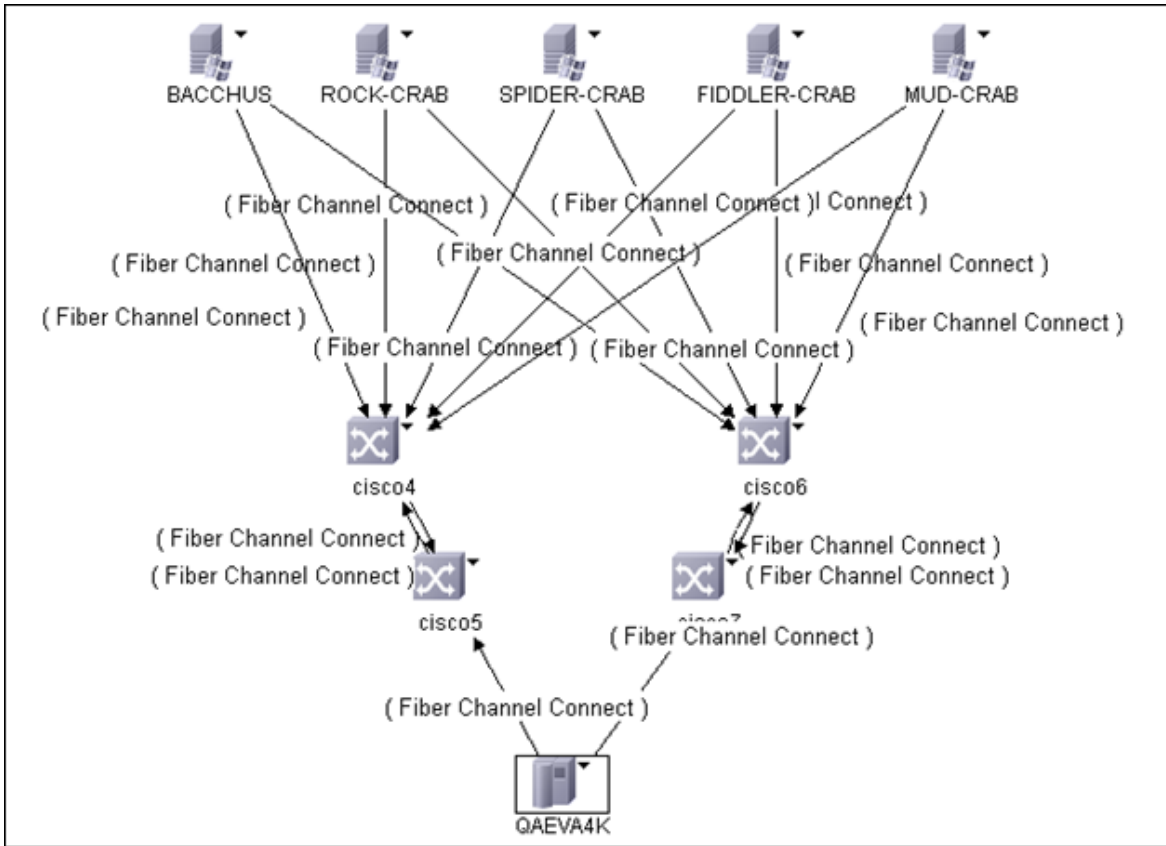 BACCHUS ROCK-CRAB SPIDER-CRAB FIDDLER-CRAB MUD-CRAB
( Fiber Channel Connect ) ( Fiber Channel Connect ) Connect )
( Fiber Channel Connect )
( Fiber Channel Connect ) ( Fiber Channel Connect )
( Fiber Channel Connect ) ( Fiber Channel Connect )
( Fiber Channel Connect ) ( Fiber Channel Connect )
cisco4 cisco6
( Fiber Channel Connect ) Fiber Channel Connect )
( Fiber Channel Connect ) ( Fiber Channel Connect )
cisco5
( Fiber Channel Connect )
( Fiber Channel Connect )
QAEVA4K